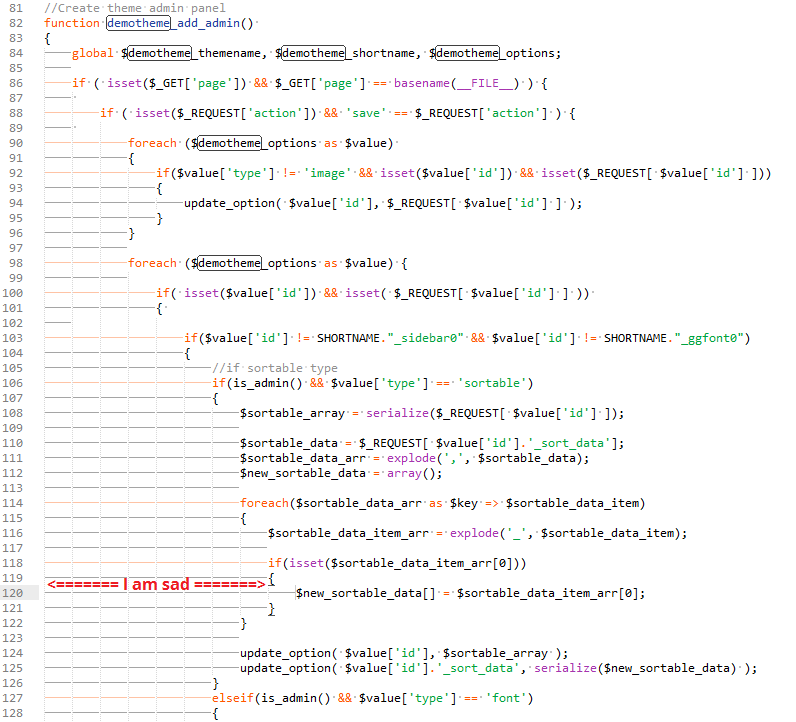 81 //Create theme admin panel
82 function demotheme_add_admin()
83 {
84 global $demotheme_themename, $demotheme_shortname, $demotheme_options;
85
86 if ( isset($_GET['page']) && $_GET['page'] == basename(__FILE__) ) {
87
88 if ( isset($_REQUEST['action']) && 'save' == $_REQUEST['action'] ) {
89
90 foreach ($demotheme_options as $value)
91 {
92 if($value['type'] != 'image' && isset($value['id']) && isset($_REQUEST[ $value['id'] ]))
93 {
94 update_option( $value['id'], $_REQUEST[ $value['id'] ] );
95 }
96 }
97
98 foreach ($demotheme_options as $value) {
99
100 if( isset($value['id']) && isset( $_REQUEST[ $value['id'] ] ))
101 {
102
103 if($value['id'] != SHORTNAME."_sidebar0" && $value['id'] != SHORTNAME."_ggfont0")
104 {
105 //if sortable type
106 if(is_admin() && $value['type'] == 'sortable')
107 {
108 $sortable_array = serialize($_REQUEST[ $value['id'] ]);
109
110 $sortable_data = $_REQUEST[ $value['id'].'_sort_data'];
111 $sortable_data_arr = explode(',', $sortable_data);
112 $new_sortable_data = array();
113
114 foreach($sortable_data_arr as $key => $sortable_data_item)
115 {
116 $sortable_data_item_arr = explode('_', $sortable_data_item);
117
118 if(isset($sortable_data_item_arr[0]))
119 {
<======= I am sad =======>
120 $new_sortable_data[] = $sortable_data_item_arr[0];
121 }
122 }
123
124 update_option( $value['id'], $sortable_array );
125 update_option( $value['id'].'_sort_data', serialize($new_sortable_data) );
126 }
127 elseif(is_admin() && $value['type'] == 'font')
128 {